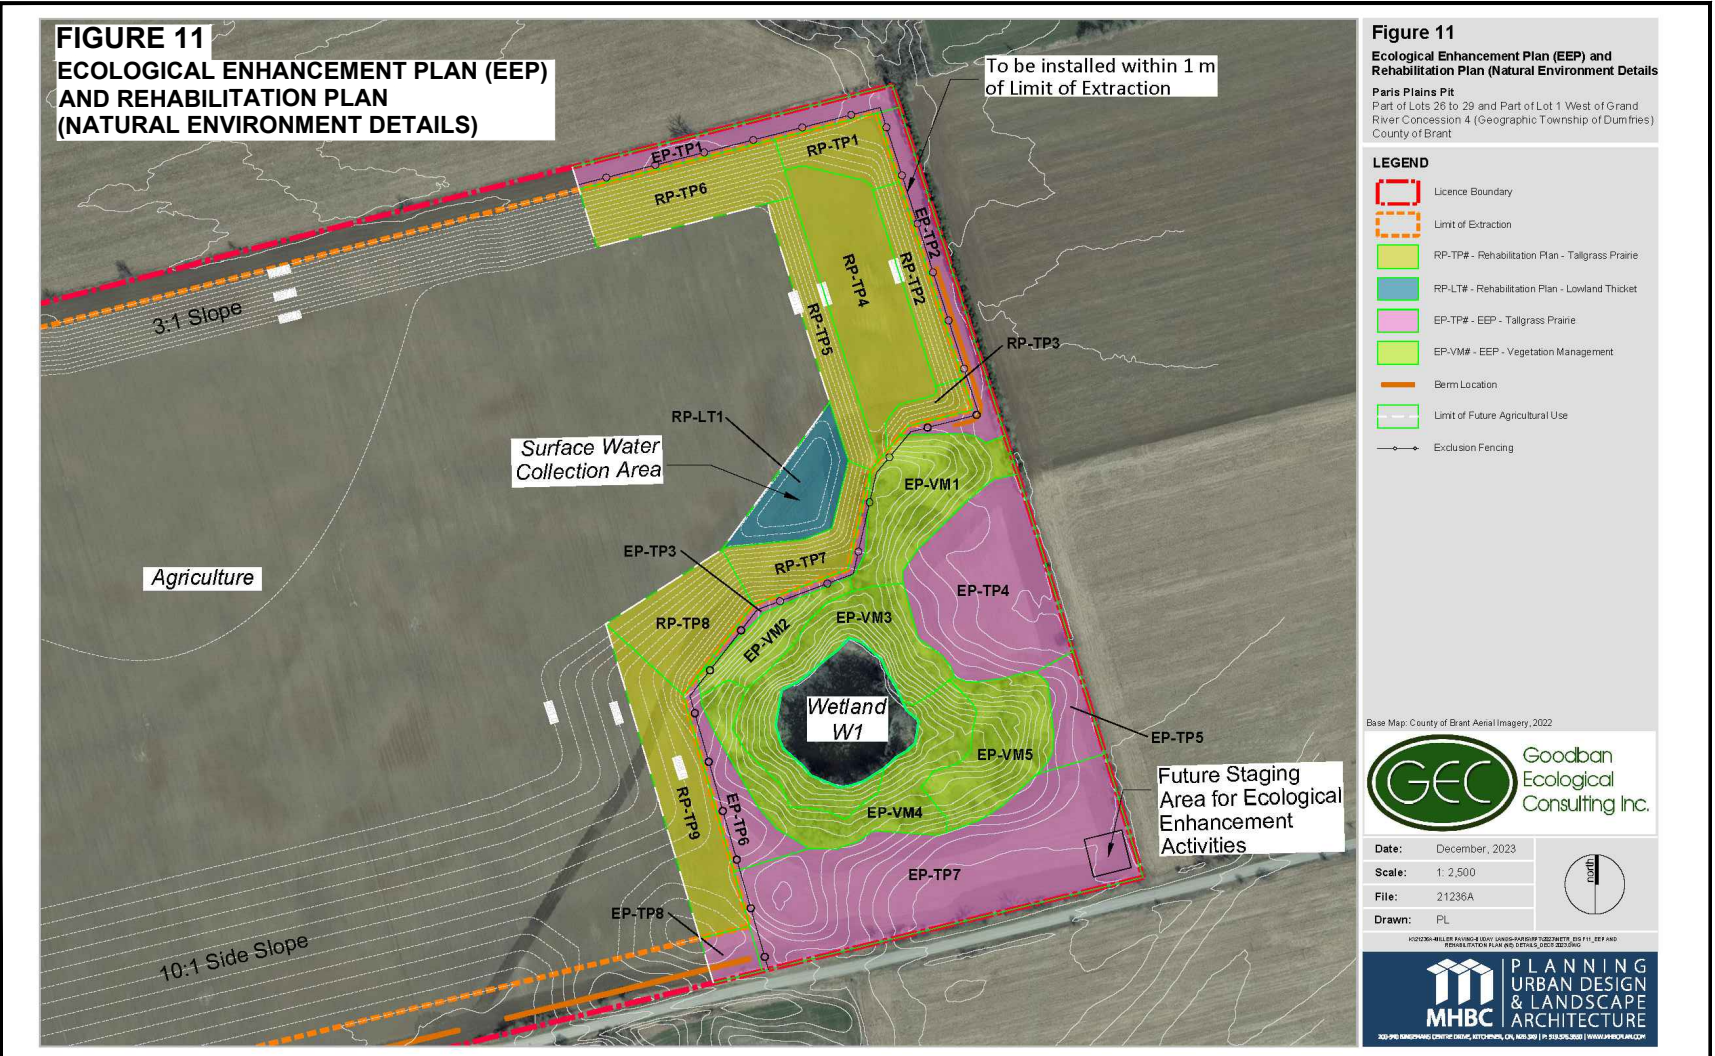 FIGURE 11
ECOLOGICAL ENHANCEMENT PLAN (EEP)
AND REHABILITATION PLAN
(NATURAL ENVIRONMENT DETAILS)
To be installed within 1 m
of Limit of Extraction
EP-TP1
RP-TP1
RP-TP6
EP-TP2
RP-TP2
RP-TP4
RP-TP5
RP-TP3
3:1 Slope
RP-LT1
Surface Water
Collection Area
EP-VM1
EP-TP3
RP-TP7
Agriculture
EP-TP4
RP-TP8
EP-VM2
EP-VM3
Wetland
W1
EP-TP5
EP-VM5
Future Staging
Area for Ecological
Enhancement
Activities
EP-VM4
RP-TP9
EP-TP6
EP-TP7
EP-TP8
10:1 Side Slope
Figure 11
Ecological Enhancement Plan (EEP) and
Rehabilitation Plan (Natural Environment Details
Paris Plains Pit
Part of Lots 26 to 29 and Part of Lot 1 West of Grand
River Concession 4 (Geographic Township of Dumfries)
County of Brant
LEGEND
Licence Boundary
Limit of Extraction
RP-TP# - Rehabilitation Plan - Tallgrass Prairie
RP-LT# - Rehabilitation Plan - Lowland Thicket
EP-TP# - EEP - Tallgrass Prairie
EP-VM# - EEP - Vegetation Management
Berm Location
Limit of Future Agricultural Use
Exclusion Fencing
Base Map: County of Brant Aerial Imagery, 2022
GEC
Goodban
Ecological
Consulting Inc.
Date: December, 2023
Scale: 1: 2,500
File: 21236A
Drawn: PL
north
MHBC
PLANNING
URBAN DESIGN
& LANDSCAPE
ARCHITECTURE